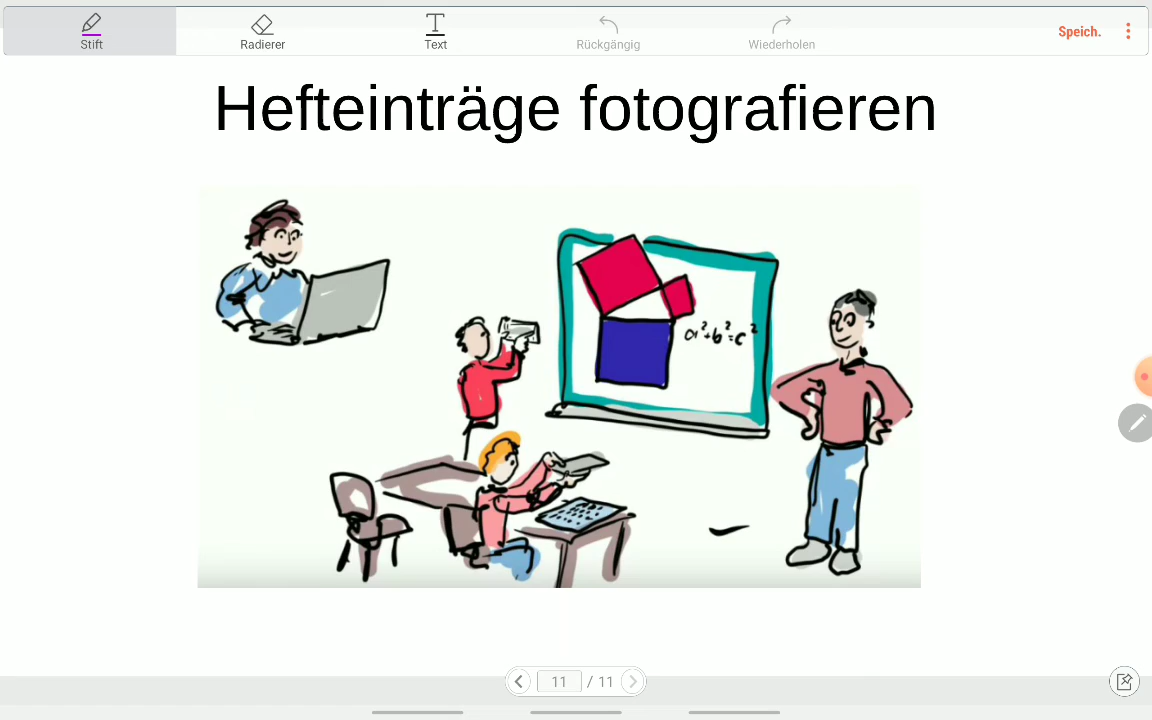 Stift
Radierer
Text
Rückgängig
Wiederholen
Speich.
Hefteinträge fotografieren
a²+b²=c²
11 / 11